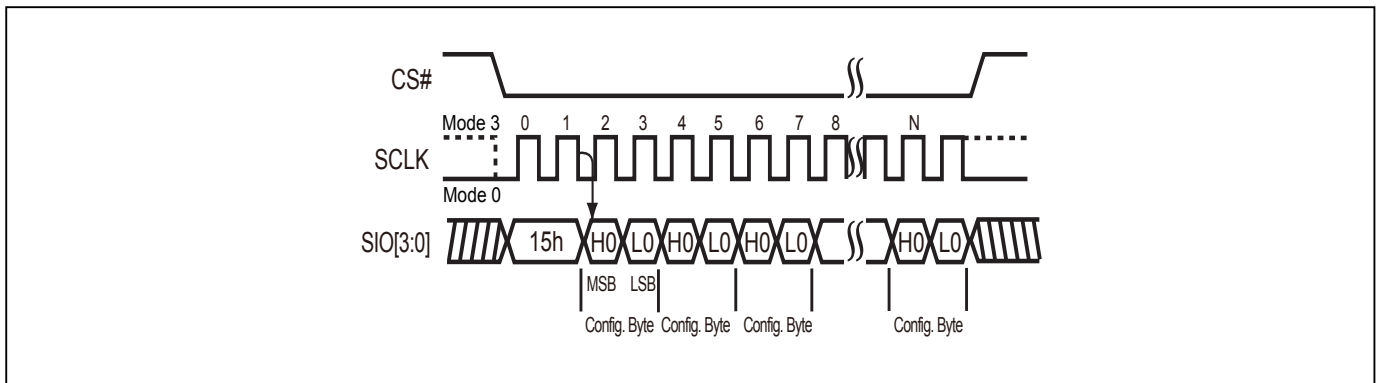 CS#
Mode 3 0 1 2 3 4 5 6 7 8 N
SCLK
Mode 0
SIO[3:0] 15h H0 L0 H0 L0 H0 L0 H0 L0
MSB LSB
Config. Byte Config. Byte Config. Byte Config. Byte